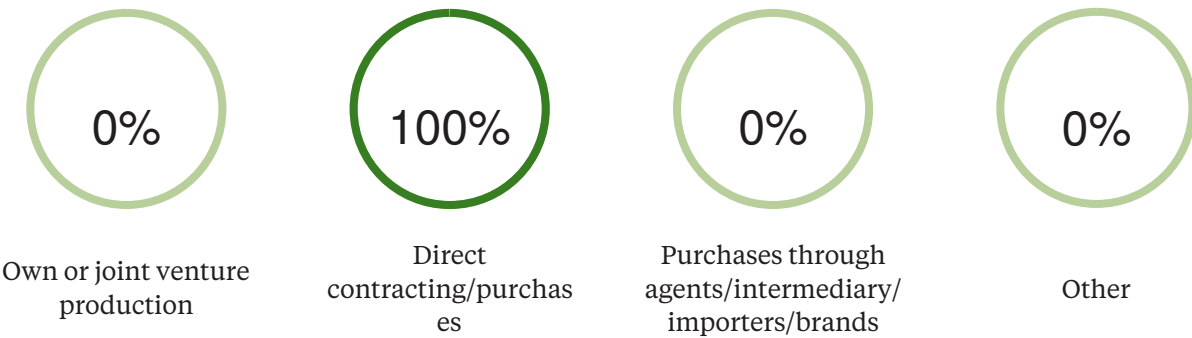 0%
100%
0%
0%
Own or joint venture
production
Direct
contracting/purchas
es
Purchases through
agents/intermediary/
importers/brands
Other